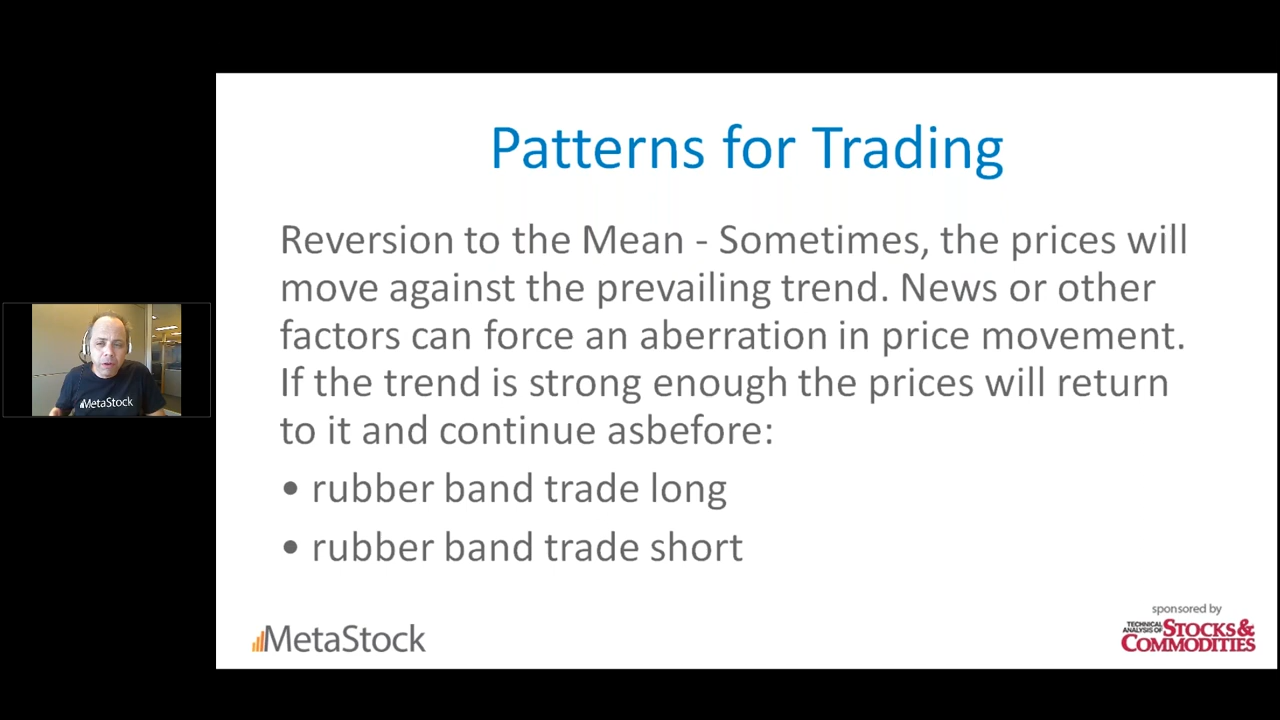 Patterns for Trading
Reversion to the Mean - Sometimes, the prices will
move against the prevailing trend. News or other
factors can force an aberration in price movement.
If the trend is strong enough the prices will return
to it and continue asbefore:
• rubber band trade long
• rubber band trade short
MetaStock
MetaStock
sponsored by
TECHNICAL ANALYSIS OF STOCKS &
COMMODITIES